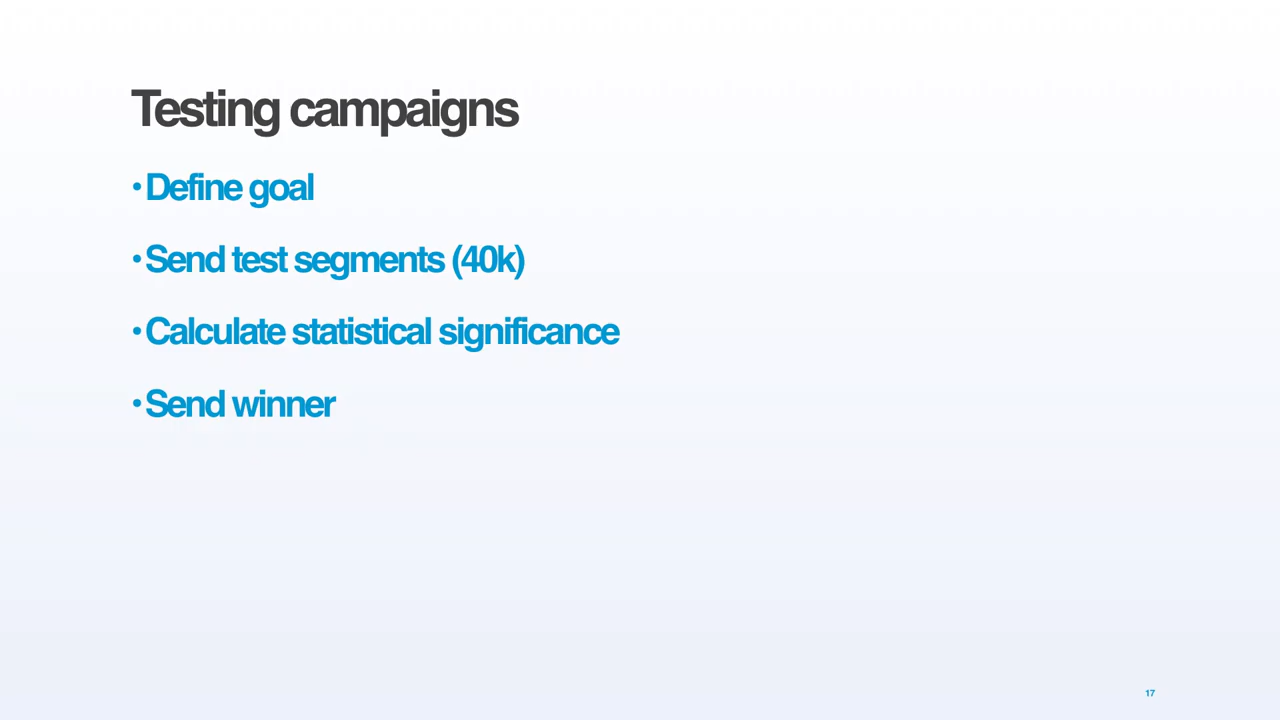 Testing campaigns
•Define goal
•Send test segments (40k)
•Calculate statistical significance
•Send winner
17